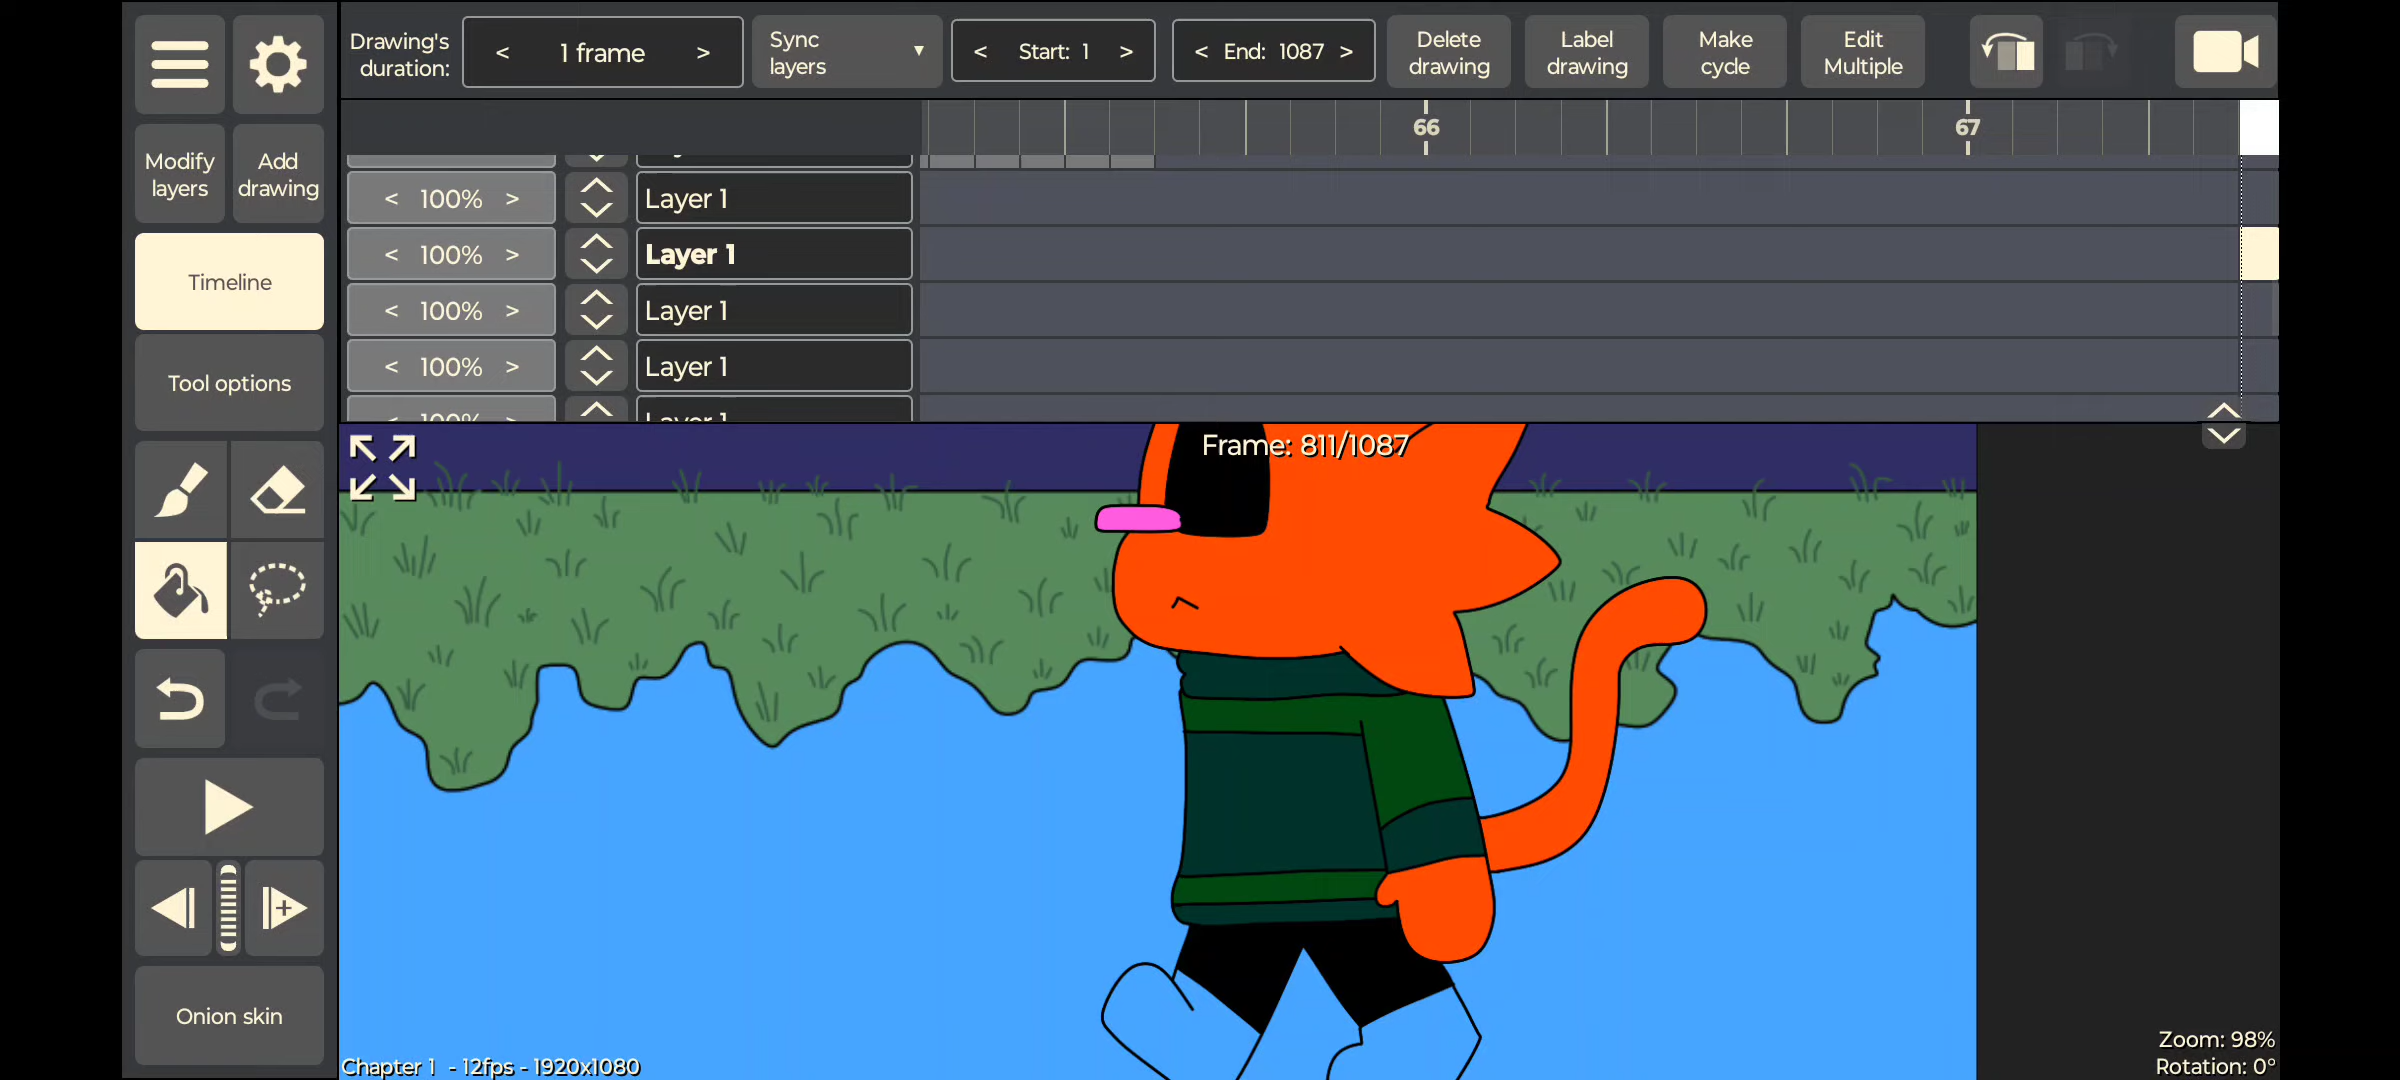 Drawing's
duration:
< 1 frame >
Sync
layers
< Start: 1 >
< End: 1087 >
Delete
drawing
Label
drawing
Make
cycle
Edit
Multiple
Modify
layers
Add
drawing
66
67
< 100% > Layer 1
< 100% > Layer 1
< 100% > Layer 1
< 100% > Layer 1
Timeline
Tool options
Frame: 811/1087
Onion skin
Chapter 1 - 12fps - 1920x1080
Zoom: 98%
Rotation: 0°